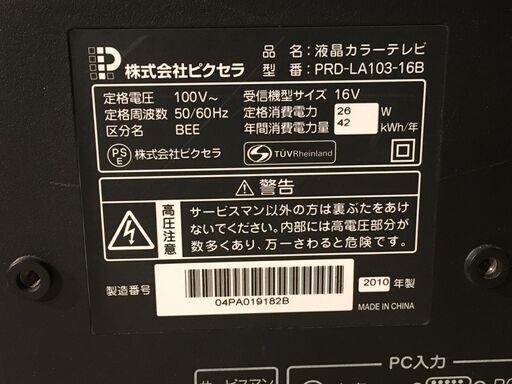 株式会社ピクセラ
品 名：液晶カラーテレビ
型 番：PRD-LA103-16B
定格電圧 100V～
定格周波数 50/60Hz
区分名 BEE
受信機型サイズ 16V
定格消費電力 26 W
年間消費電力量 42 kWh/年
PS E 株式会社ピクセラ
TÜVRheinland
警告
高圧注意
サービスマン以外の方は裏ぶたをあけ
ないでください。内部には高電圧部分が
数多くあり、万一さわると危険です。
製造番号
04PA019182B
2010 年製
MADE IN CHINA
PC入力
サービスマン